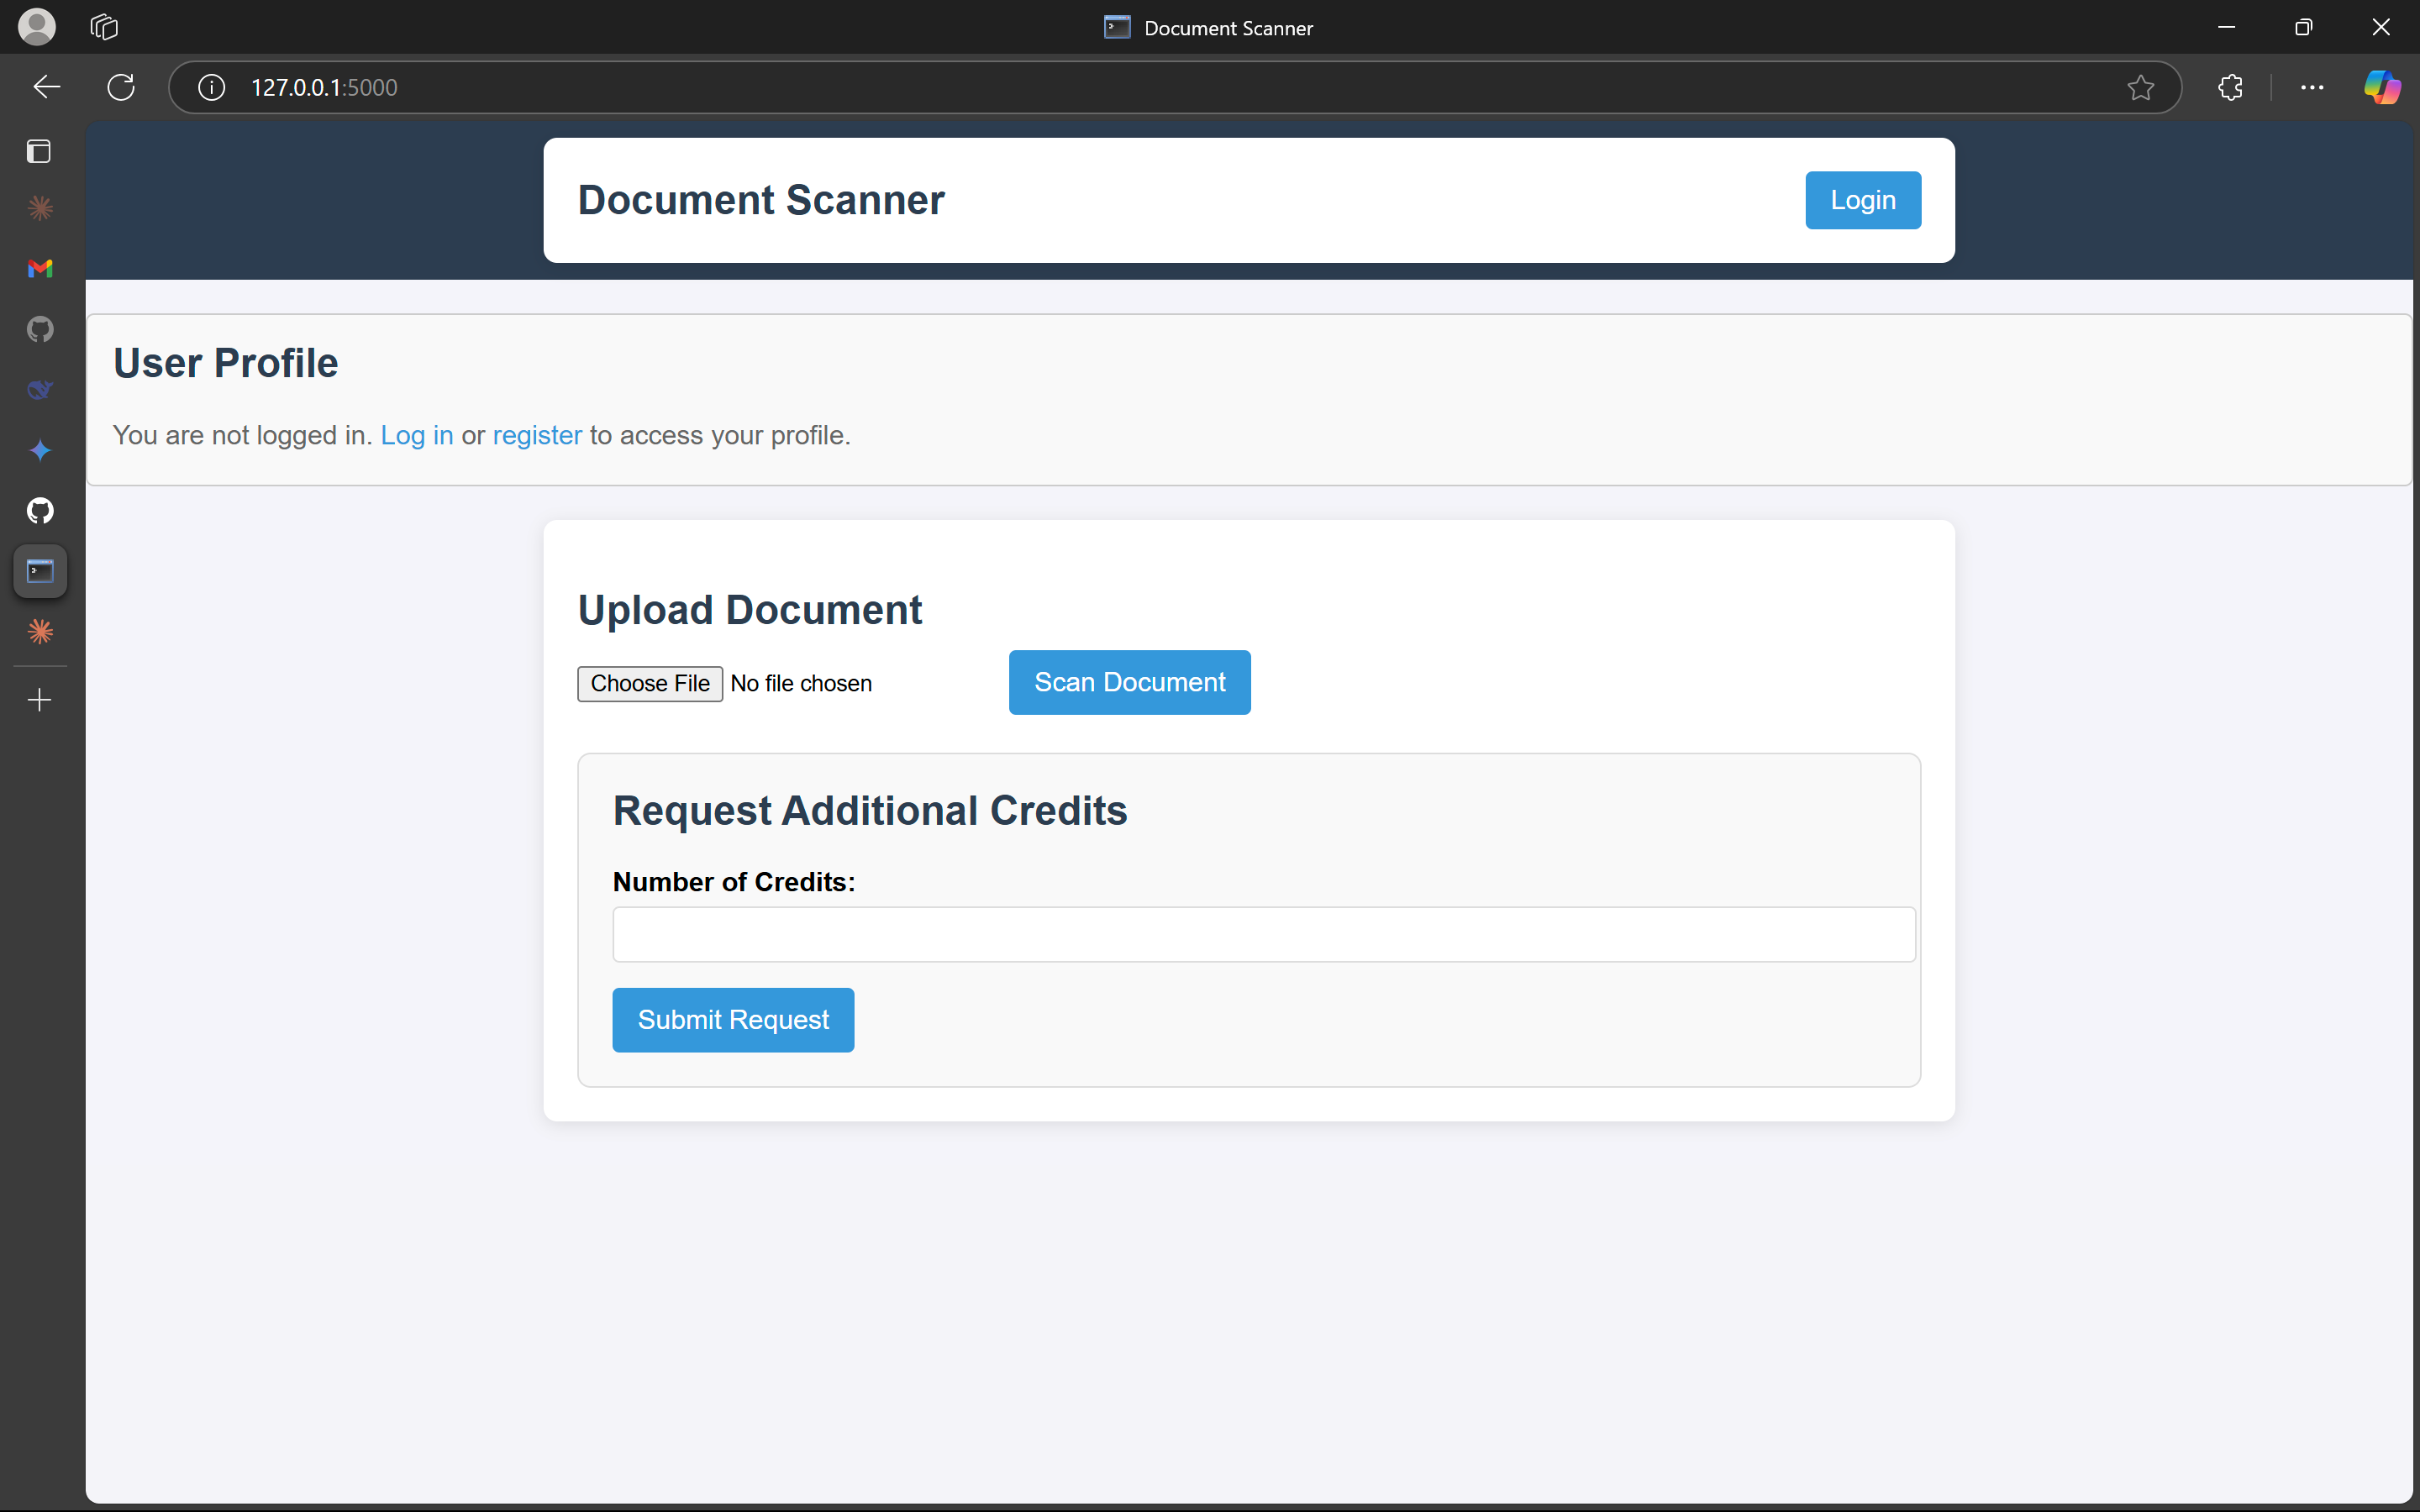 Document Scanner
127.0.0.1:5000
Document Scanner
Login
User Profile
You are not logged in. Log in or register to access your profile.
Upload Document
Choose File No file chosen
Scan Document
Request Additional Credits
Number of Credits:
Submit Request